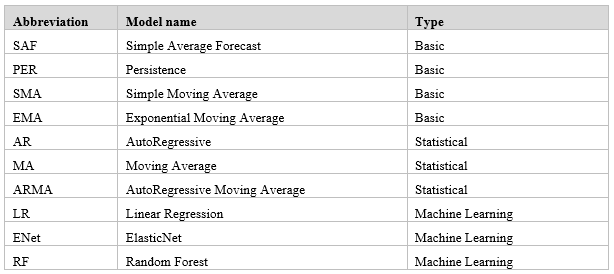 Abbreviation Model name Type
SAF Simple Average Forecast Basic
PER Persistence Basic
SMA Simple Moving Average Basic
EMA Exponential Moving Average Basic
AR AutoRegressive Statistical
MA Moving Average Statistical
ARMA AutoRegressive Moving Average Statistical
LR Linear Regression Machine Learning
ENet ElasticNet Machine Learning
RF Random Forest Machine Learning